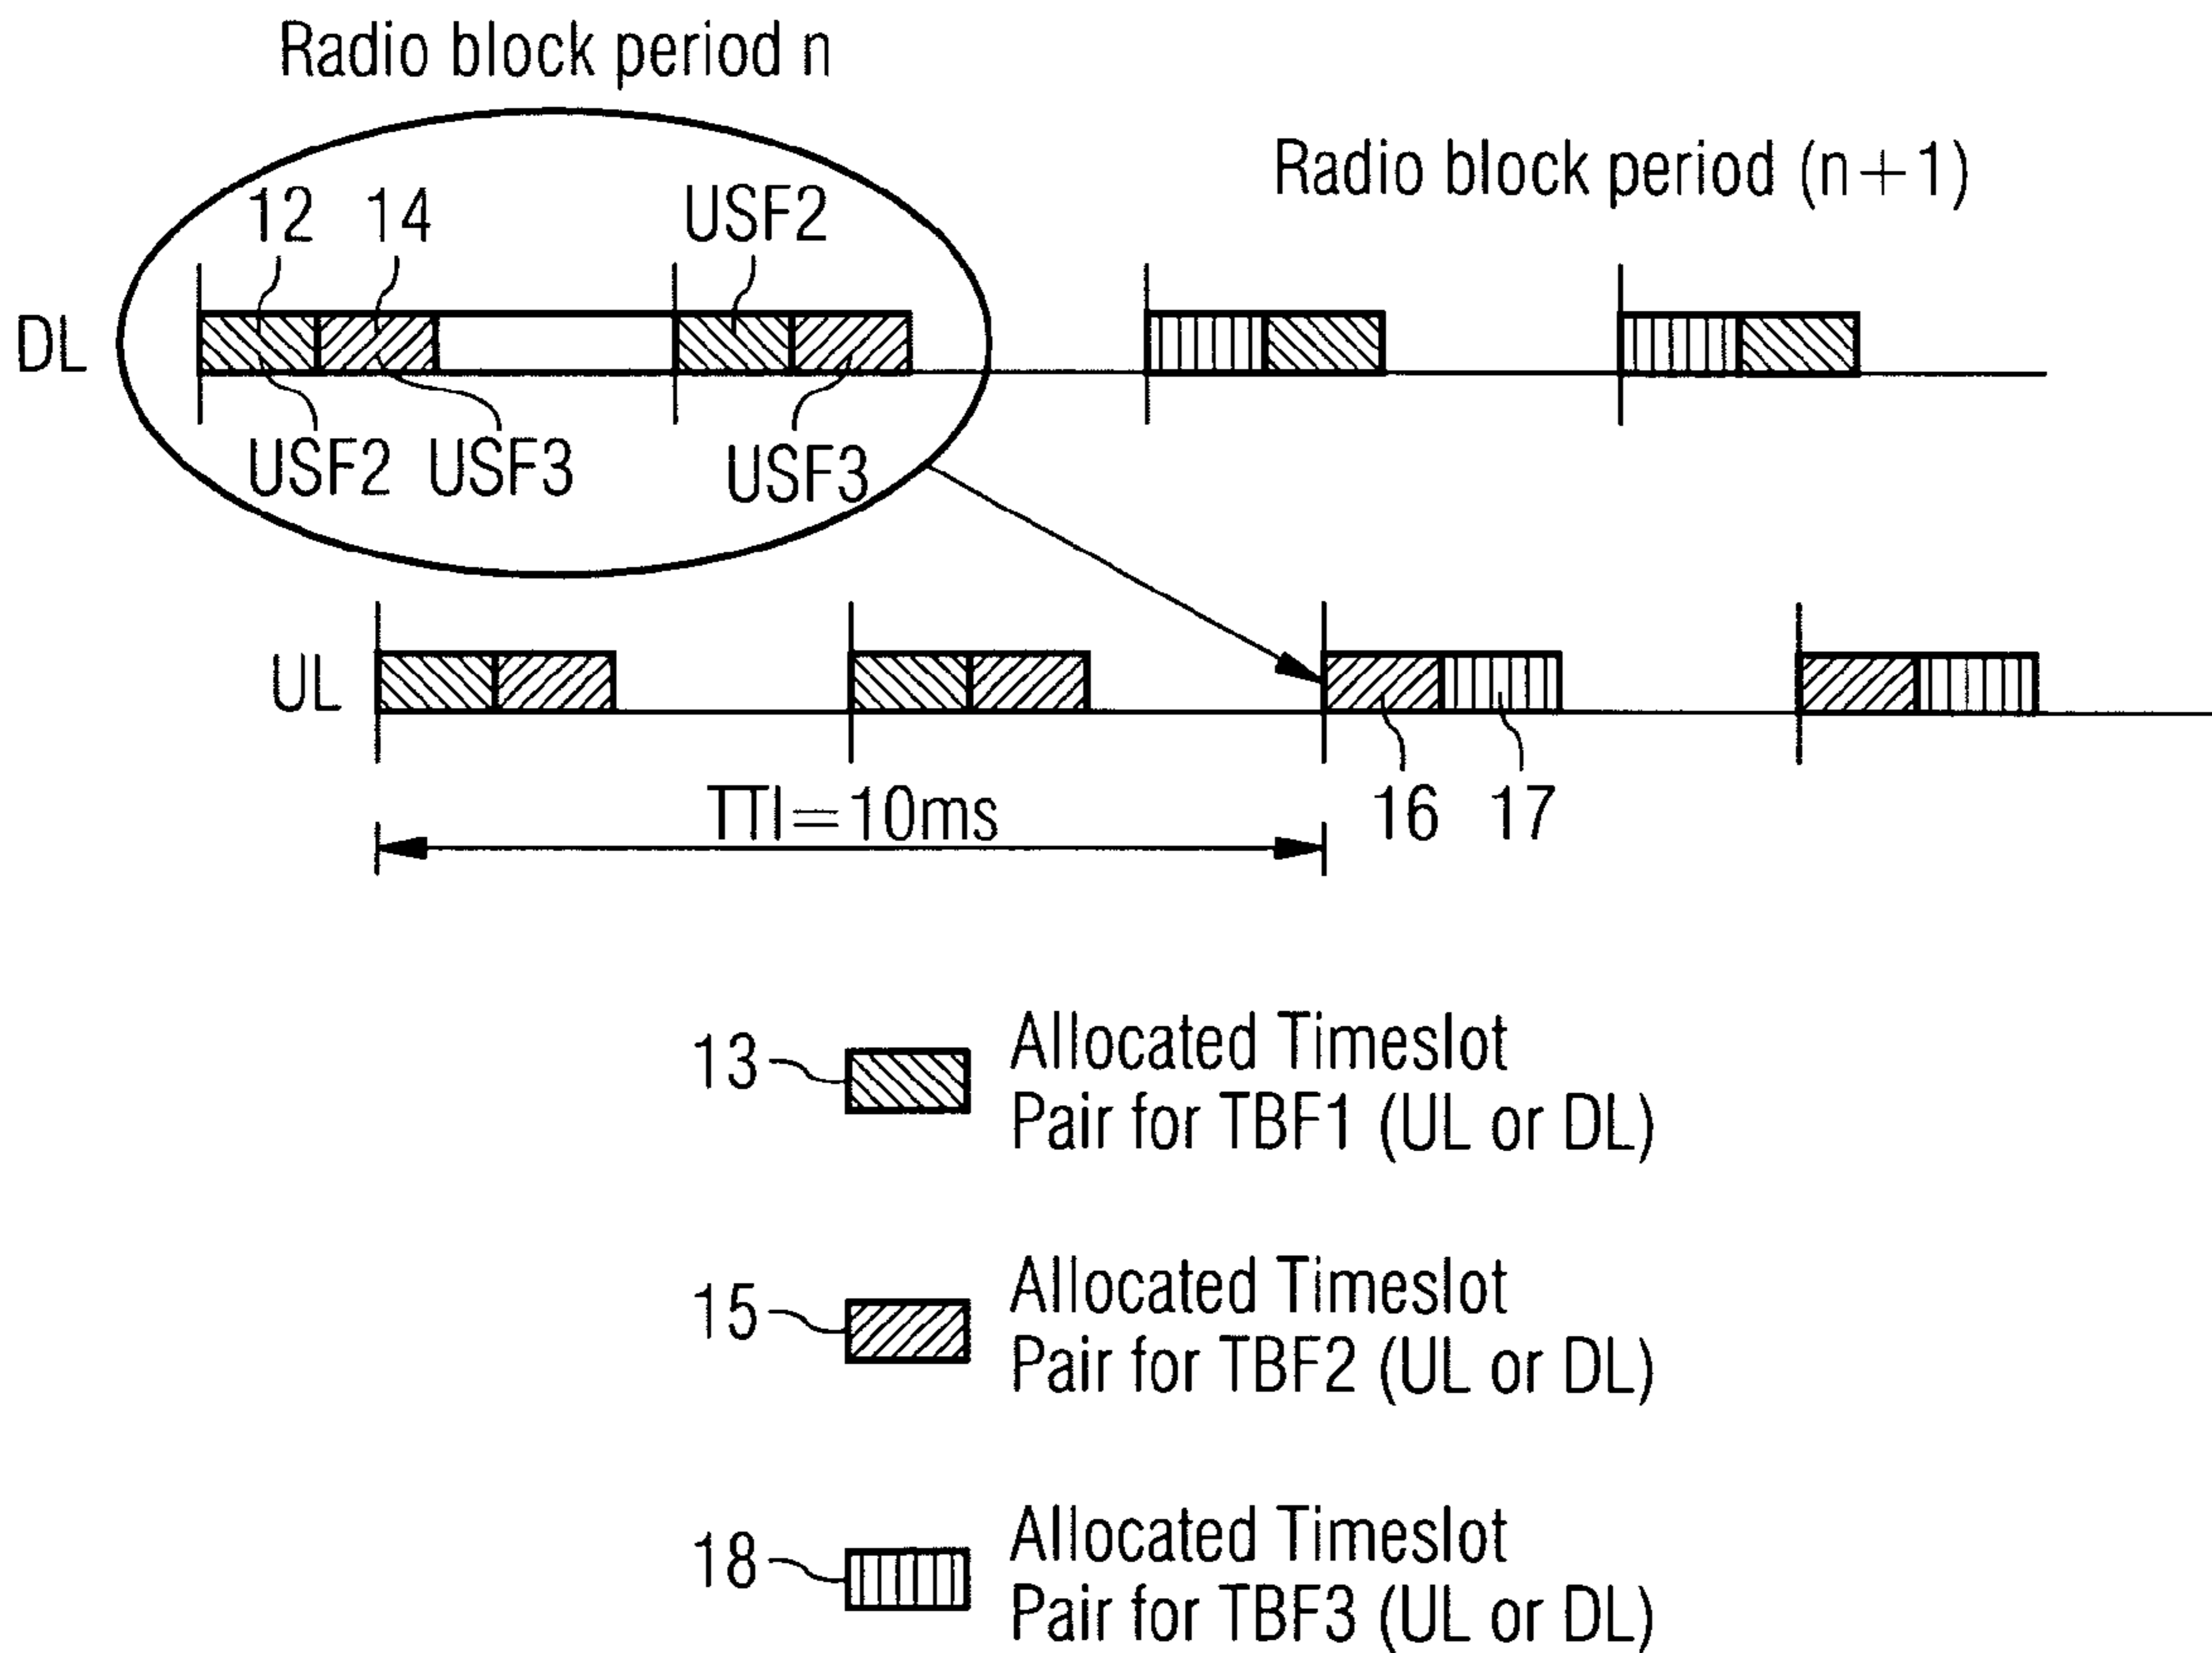 Radio block period n
Radio block period (n+1)
12 14 USF2
DL
USF2 USF3 USF3
UL
TTI=10ms
16 17
13 Allocated Timeslot
Pair for TBF1 (UL or DL)
15 Allocated Timeslot
Pair for TBF2 (UL or DL)
18 Allocated Timeslot
Pair for TBF3 (UL or DL)